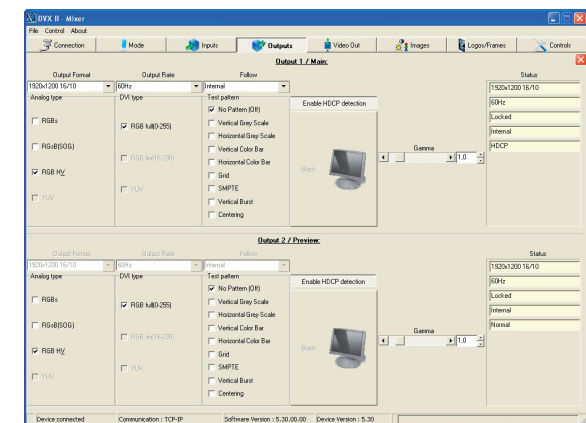 DVX II - Mixer
File Control About
Connection Mode Inputs Outputs Video Out Images Logos/Frames Controls
Output 1 / Main:
Output Format Output Rate Follow Status
1920x1200 16/10 60Hz Internal 1920x1200 16/10
Analog type DVI type Test pattern Enable HDCP detection 60Hz
No Pattern (Off) Locked
RGBs RGB full(0-255) Vertical Grey Scale Internal
Horizontal Grey Scale HDCP
RGsB(SOG) Vertical Color Bar Gamma
RGB lim(16-235) Horizontal Color Bar Black 1,0
RGB HV Grid
YUV YUV SMPTE
Vertical Burst
Centering
Output 2 / Preview:
Output Format Output Rate Follow Status
1920x1200 16/10 60Hz Internal 1920x1200 16/10
Analog type DVI type Test pattern Enable HDCP detection 60Hz
No Pattern (Off) Locked
RGBs RGB full(0-255) Vertical Grey Scale Internal
Horizontal Grey Scale Normal
RGsB(SOG) Vertical Color Bar Gamma
RGB lim(16-235) Horizontal Color Bar Black 1,0
RGB HV Grid
YUV YUV SMPTE
Vertical Burst
Centering
Device connected Communication : TCP-IP Software Version : 5.30.00.00 Device Version : 5.30